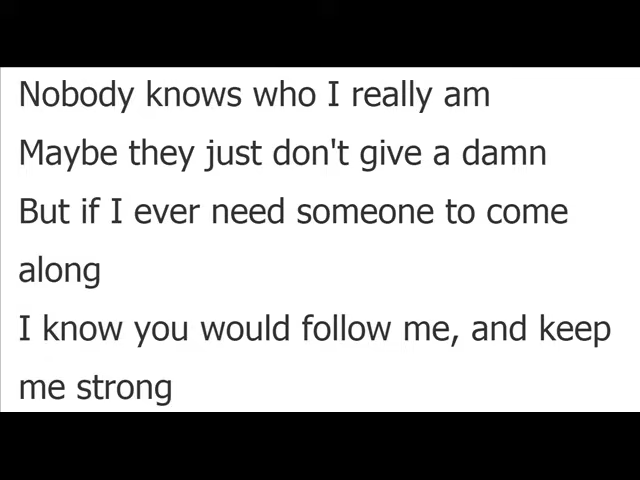 Nobody knows who I really am
Maybe they just don't give a damn
But if I ever need someone to come
along
I know you would follow me, and keep
me strong